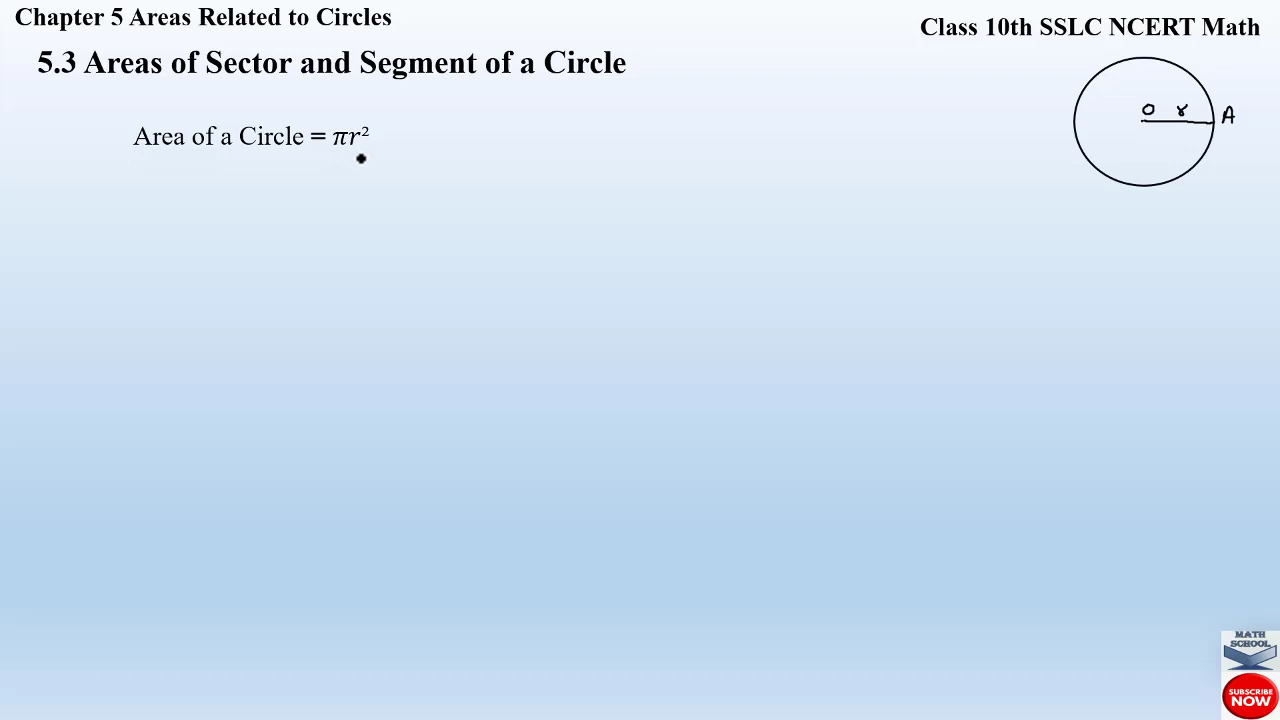 Chapter 5 Areas Related to Circles
Class 10th SSLC NCERT Math
5.3 Areas of Sector and Segment of a Circle
Area of a Circle = πr²
O r A
MATH
SCHOOL
SUBSCRIBE
NOW